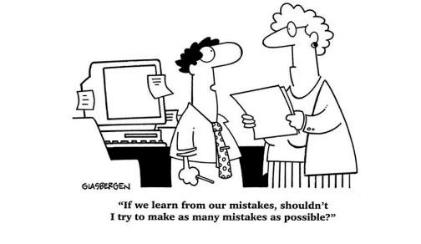 GLASBERGEN
"If we learn from our mistakes, shouldn't
I try to make as many mistakes as possible?"